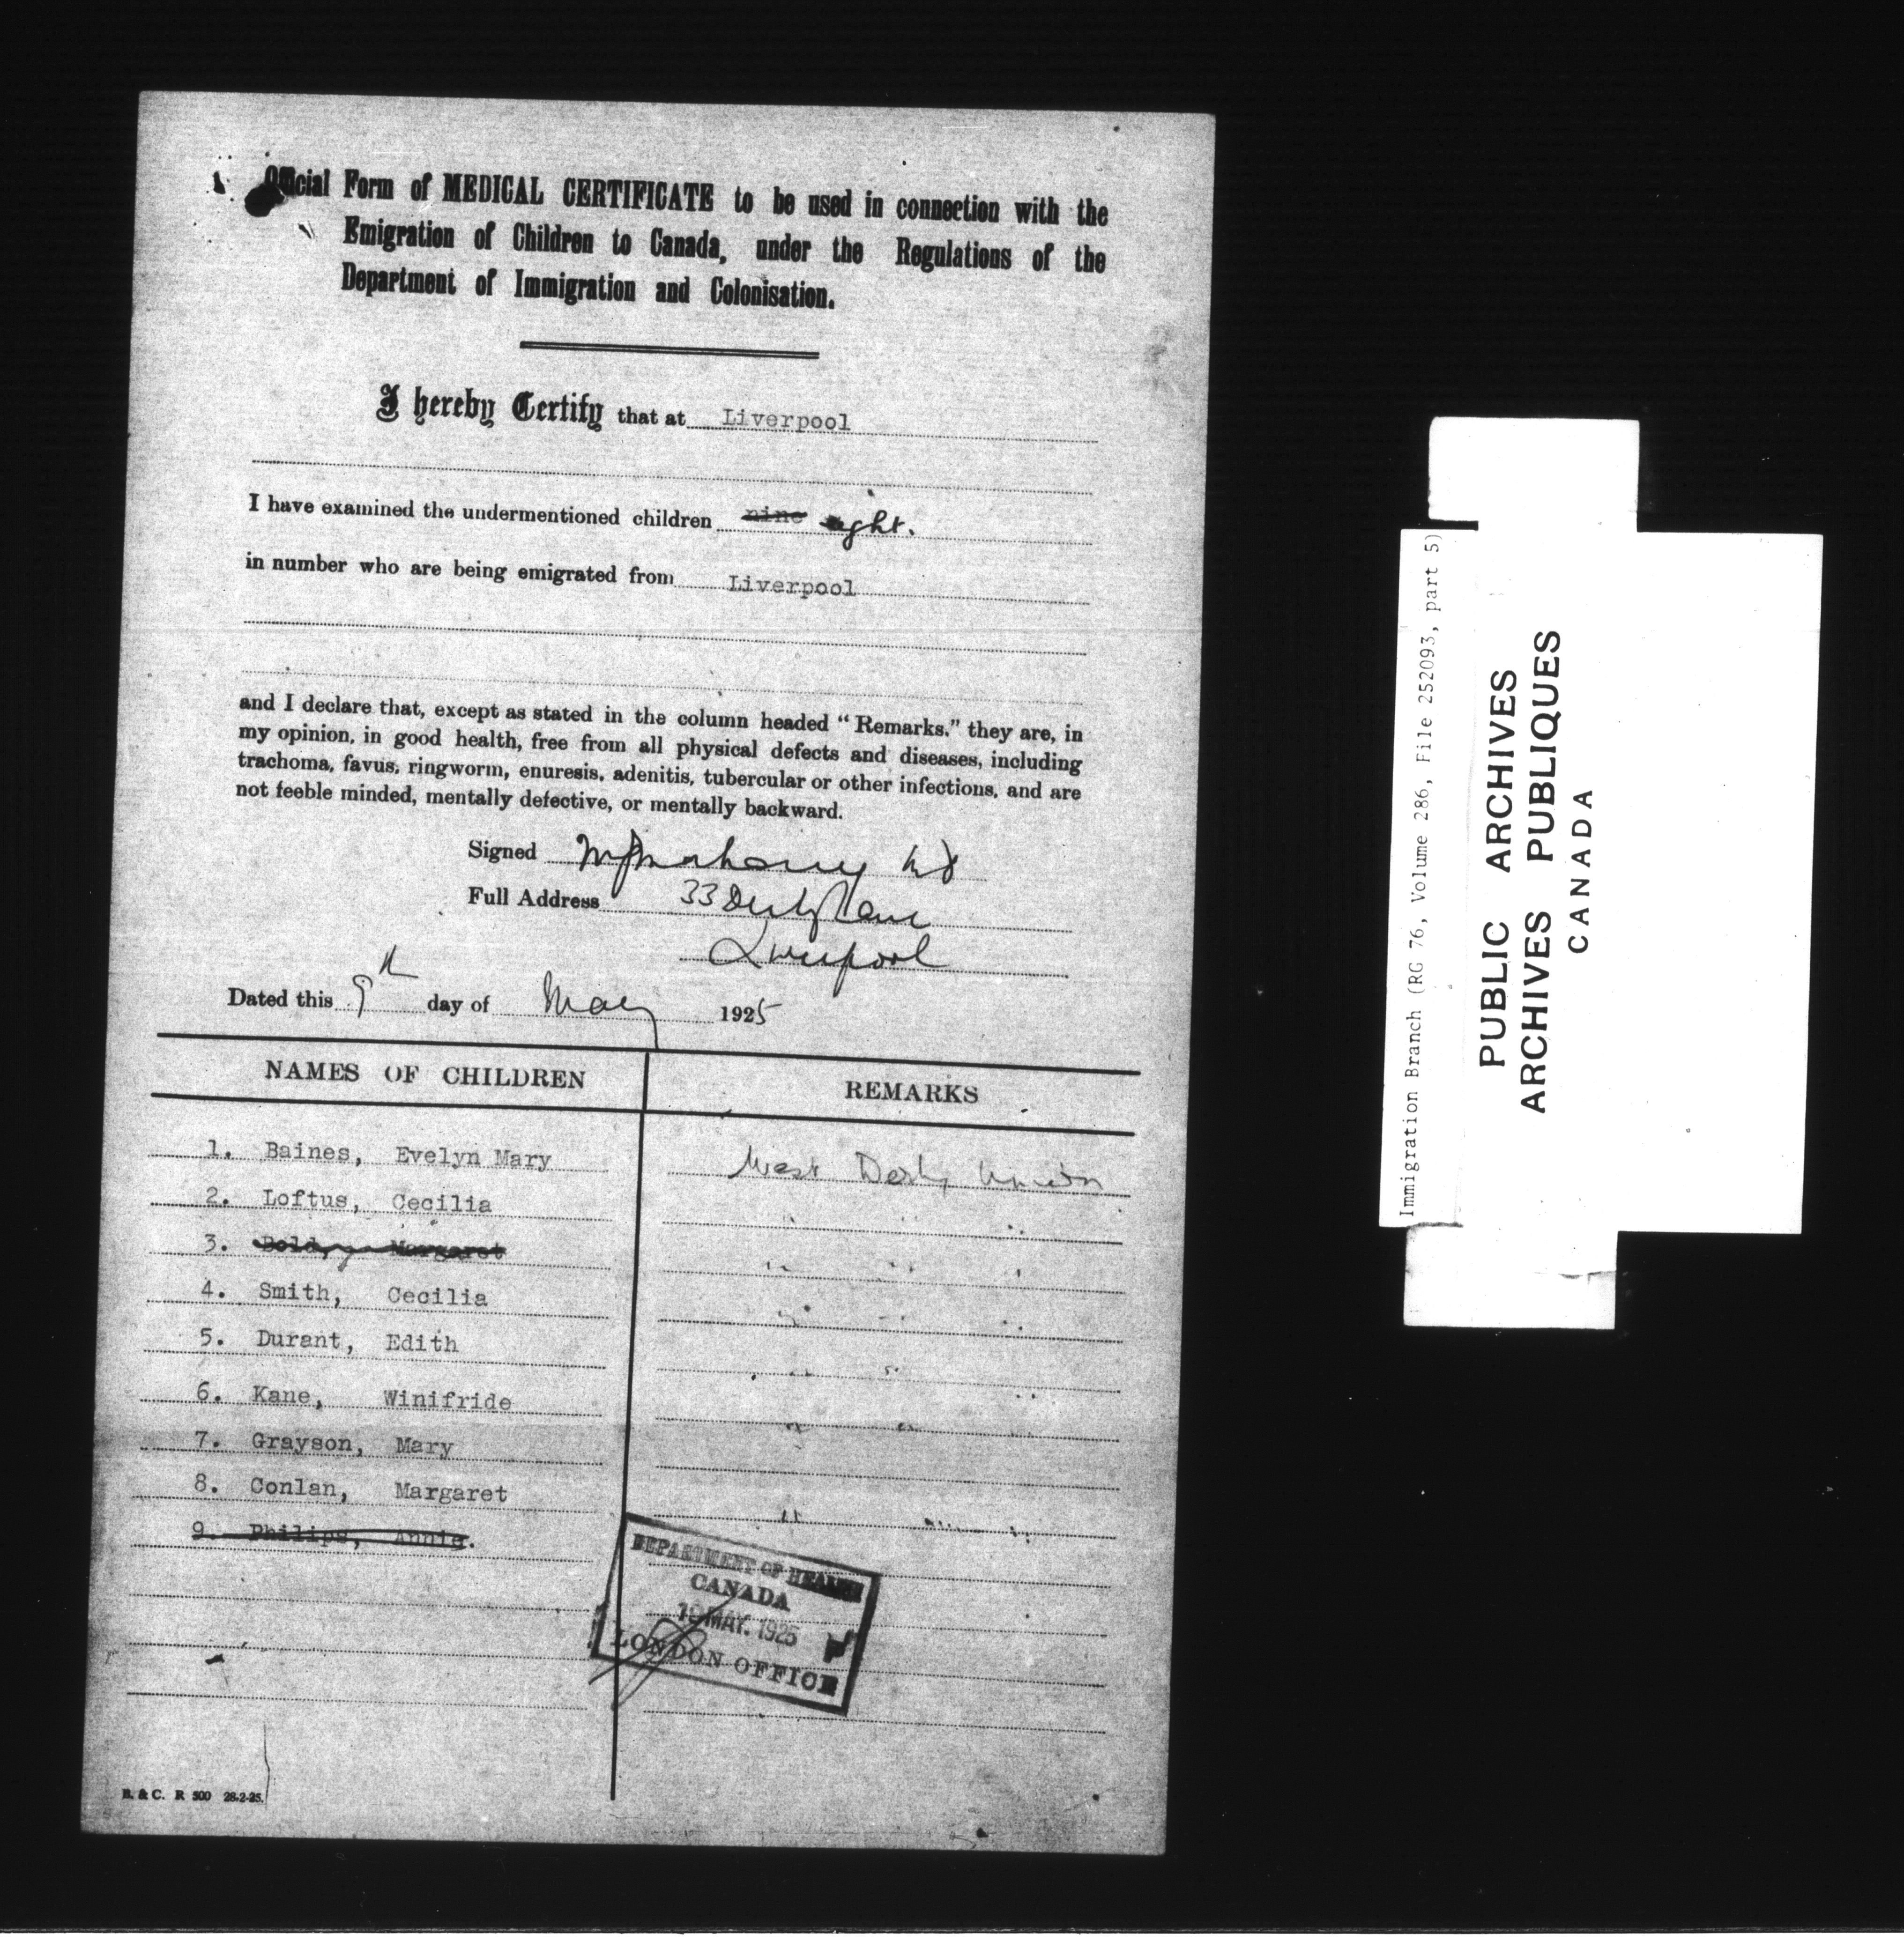 Official Form of MEDICAL CERTIFICATE to be used in connection with the
Emigration of Children to Canada, under the Regulations of the
Department of Immigration and Colonisation.
I hereby Certify that at Liverpool
I have examined the undermentioned children nine eight.
in number who are being emigrated from Liverpool
and I declare that, except as stated in the column headed “Remarks,” they are, in
my opinion, in good health, free from all physical defects and diseases, including
trachoma, favus, ringworm, enuresis, adenitis, tubercular or other infections, and are
not feeble minded, mentally defective, or mentally backward.
Signed
Full Address 33 Derby Lane
Liverpool
Dated this 9th day of May 1925
NAMES OF CHILDREN REMARKS
1. Baines, Evelyn Mary West Derby Union
2. Loftus, Cecilia " " "
3. Margaret " " "
4. Smith, Cecilia " " "
5. Durant, Edith " " "
6. Kane, Winifride " " "
7. Grayson, Mary
8. Conlan, Margaret " " "
9. Philips, Annie.
DEPARTMENT OF HEALTH
CANADA
MAY. 1925
LONDON OFFICE
B. & C. R 500 28-2-25.
Immigration Branch (RG 76, Volume 286, File 252093, part 5)
PUBLIC ARCHIVES
ARCHIVES PUBLIQUES
CANADA